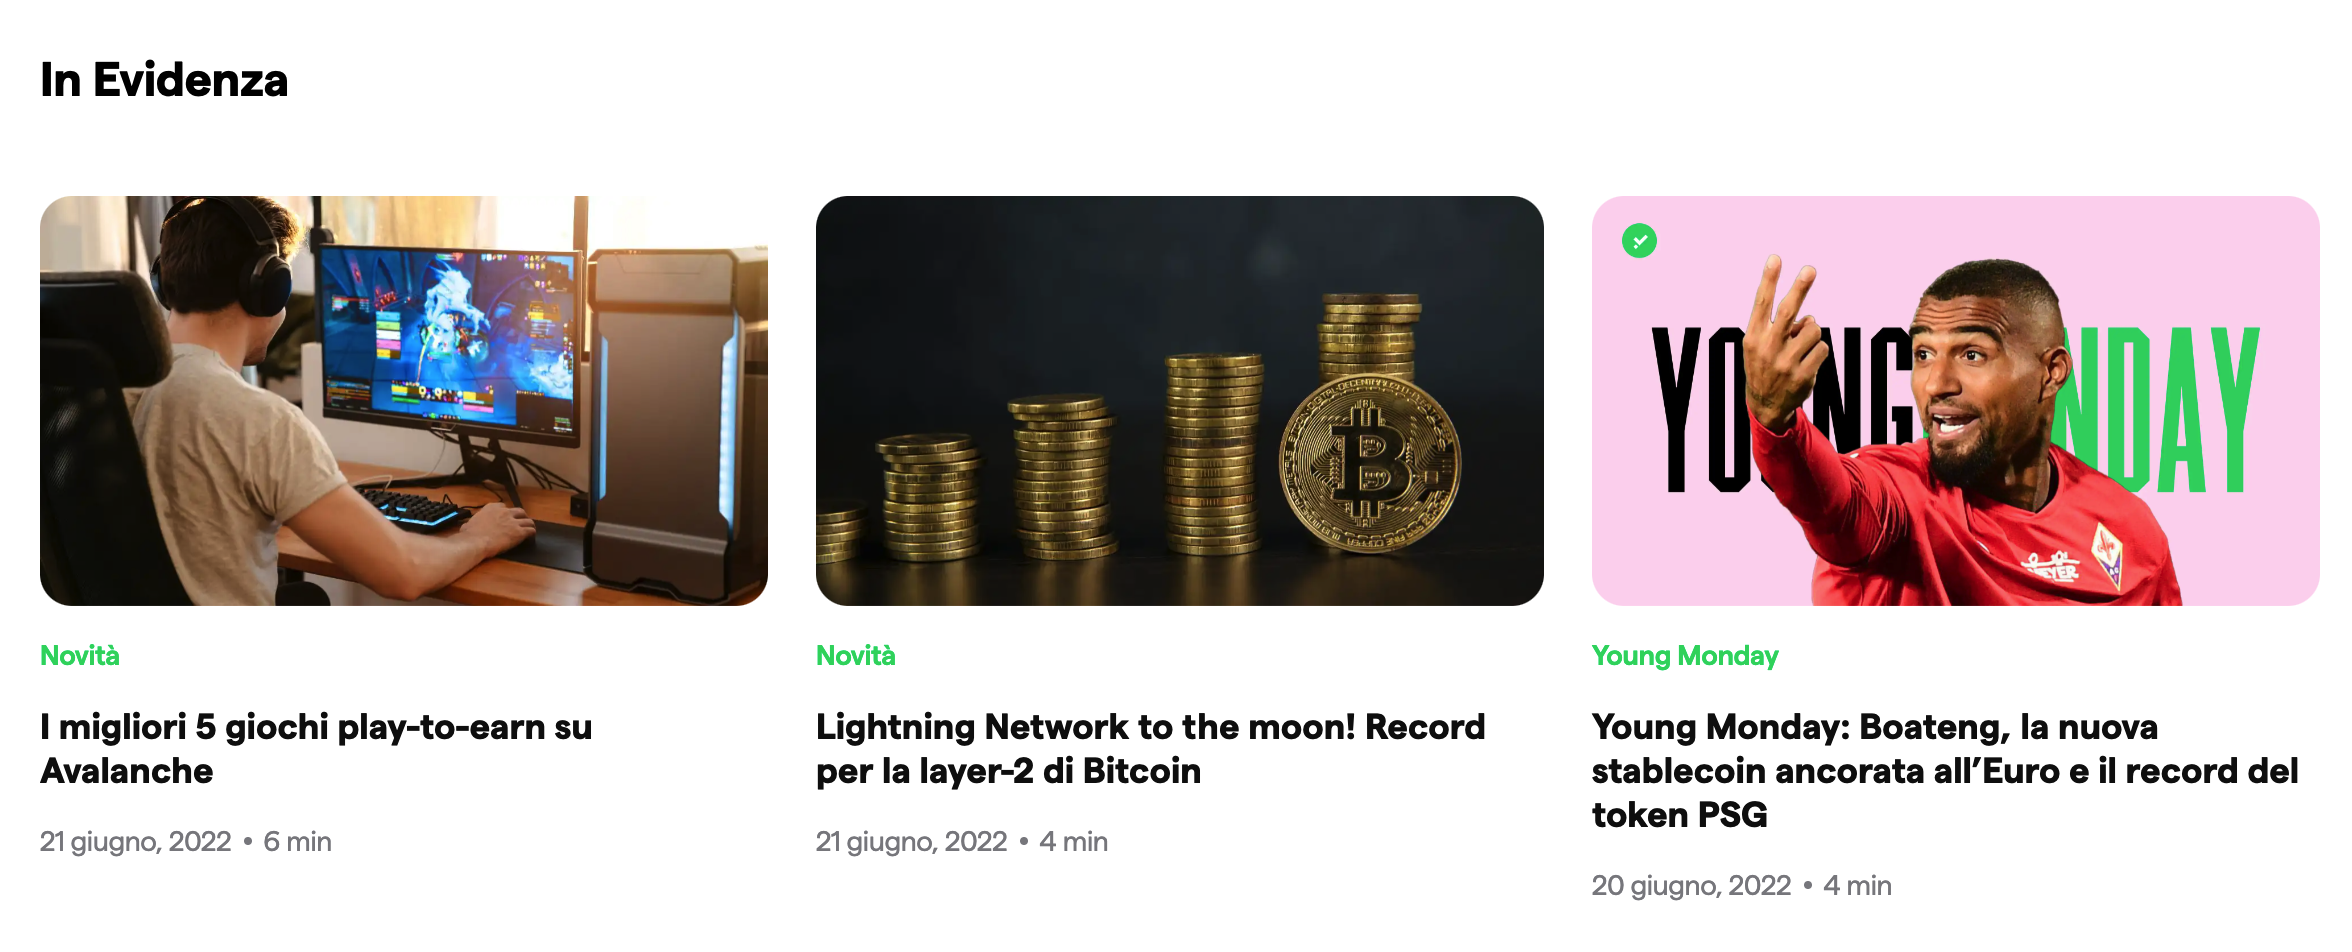 In Evidenza
YOUNG
NDAY
Novità
I migliori 5 giochi play-to-earn su
Avalanche
21 giugno, 2022 • 6 min
Novità
Lightning Network to the moon! Record
per la layer-2 di Bitcoin
21 giugno, 2022 • 4 min
Young Monday
Young Monday: Boateng, la nuova
stablecoin ancorata all’Euro e il record del
token PSG
20 giugno, 2022 • 4 min